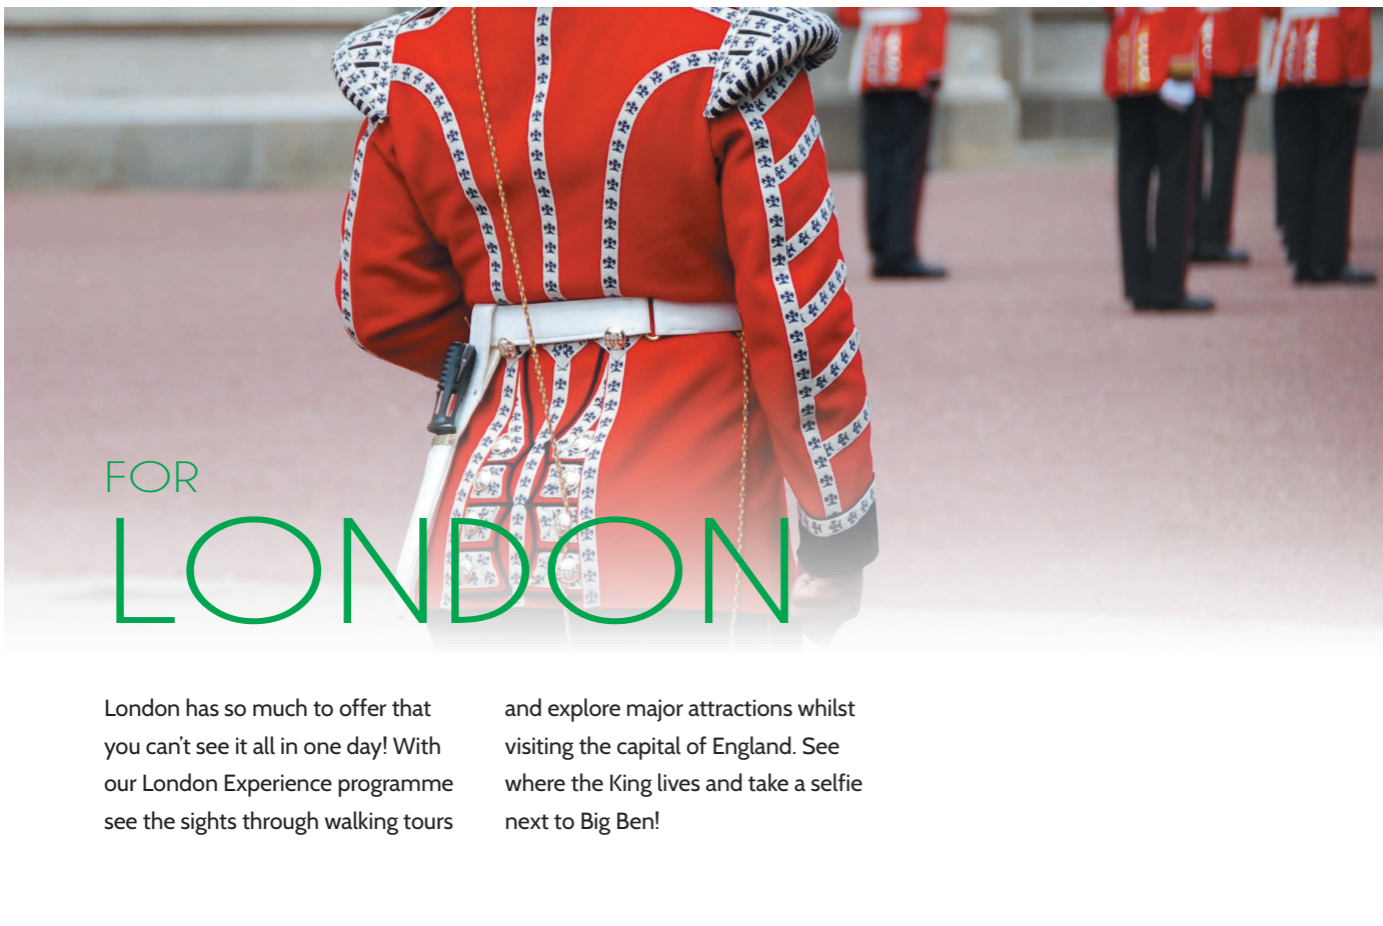 FOR
LONDON
London has so much to offer that
you can’t see it all in one day! With
our London Experience programme
see the sights through walking tours
and explore major attractions whilst
visiting the capital of England. See
where the King lives and take a selfie
next to Big Ben!